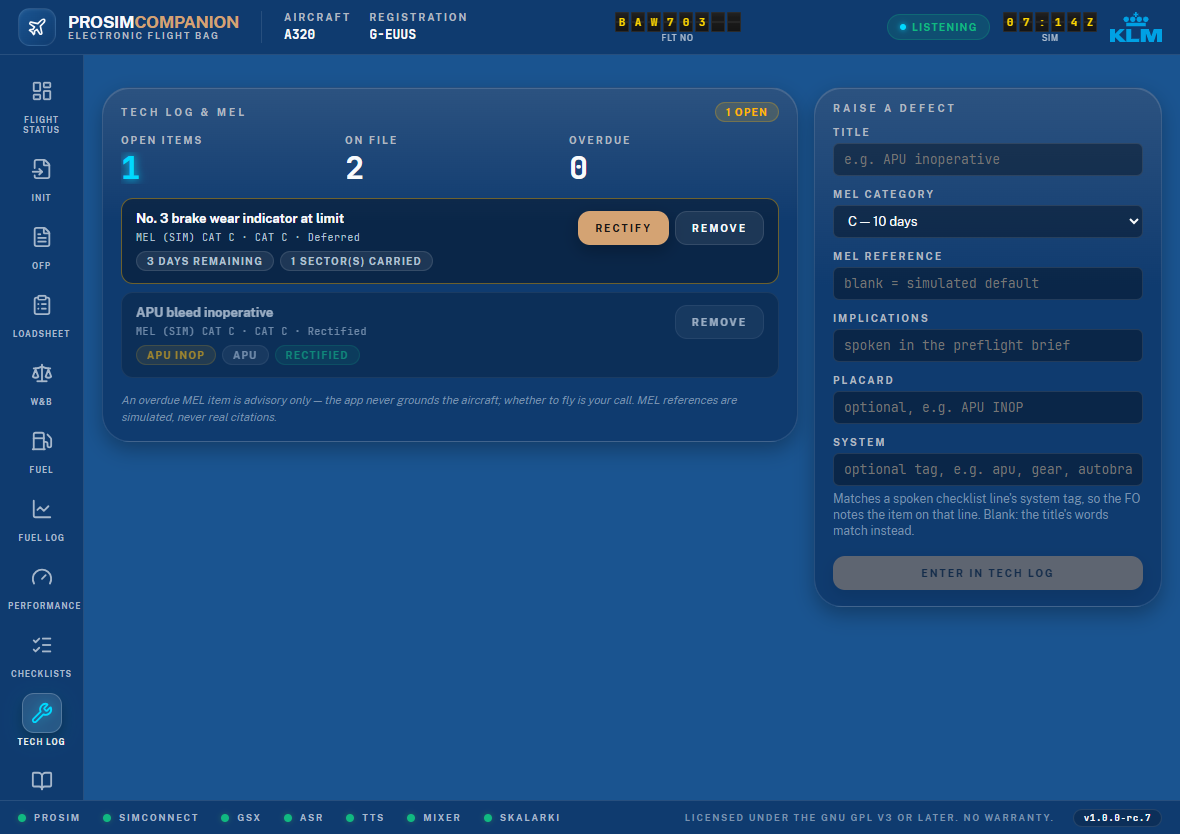 PROSIMCOMPANION
ELECTRONIC FLIGHT BAG
AIRCRAFT
A320
REGISTRATION
G-EUUS
BAW703
FLT NO
LISTENING
07:14Z
SIM
KLM
FLIGHT
STATUS
INIT
OFP
LOADSHEET
W&B
FUEL
FUEL LOG
PERFORMANCE
CHECKLISTS
TECH LOG
TECH LOG & MEL
1 OPEN
OPEN ITEMS
1
ON FILE
2
OVERDUE
0
No. 3 brake wear indicator at limit
MEL (SIM) CAT C · CAT C · Deferred
3 DAYS REMAINING
1 SECTOR(S) CARRIED
RECTIFY
REMOVE
APU bleed inoperative
MEL (SIM) CAT C · CAT C · Rectified
APU INOP
APU
RECTIFIED
REMOVE
An overdue MEL item is advisory only — the app never grounds the aircraft; whether to fly is your call. MEL references are
simulated, never real citations.
RAISE A DEFECT
TITLE
e.g. APU inoperative
MEL CATEGORY
C — 10 days
MEL REFERENCE
blank = simulated default
IMPLICATIONS
spoken in the preflight brief
PLACARD
optional, e.g. APU INOP
SYSTEM
optional tag, e.g. apu, gear, autobra
Matches a spoken checklist line's system tag, so the FO
notes the item on that line. Blank: the title's words
match instead.
ENTER IN TECH LOG
PROSIM
SIMCONNECT
GSX
ASR
TTS
MIXER
SKALARKI
LICENSED UNDER THE GNU GPL V3 OR LATER. NO WARRANTY.
v1.0.0-rc.7